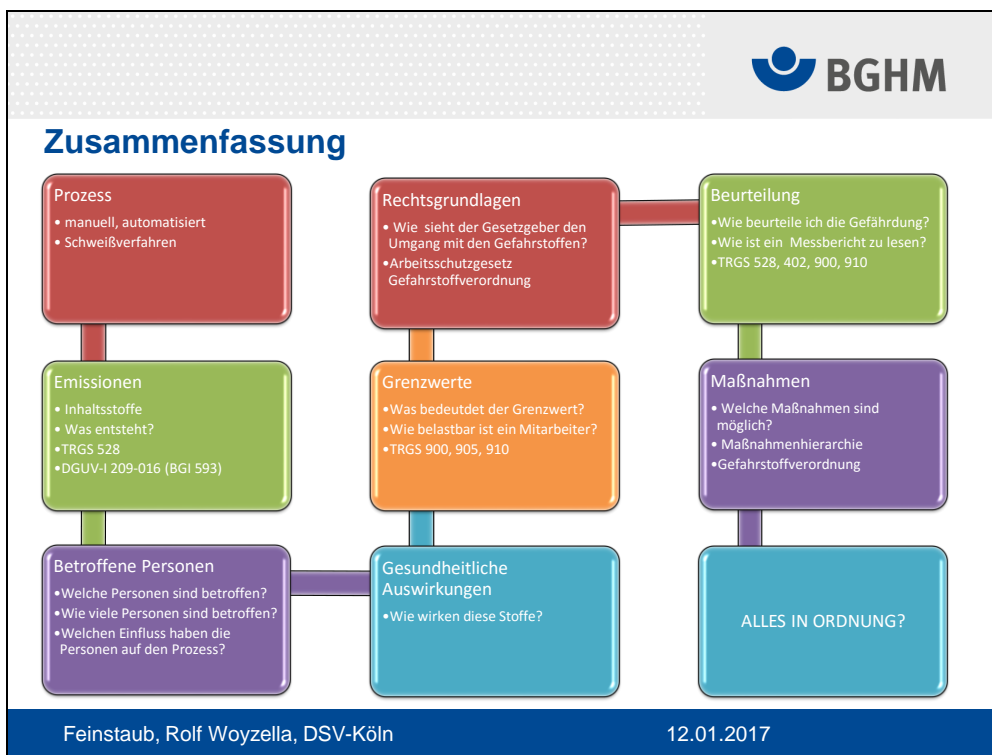 BGHM
Zusammenfassung
Prozess
• manuell, automatisiert
• Schweißverfahren
Emissionen
• Inhaltsstoffe
• Was entsteht?
•TRGS 528
•DGUV-I 209-016 (BGI 593)
Betroffene Personen
•Welche Personen sind betroffen?
•Wie viele Personen sind betroffen?
•Welchen Einfluss haben die
Personen auf den Prozess?
Gesundheitliche
Auswirkungen
•Wie wirken diese Stoffe?
Grenzwerte
•Was bedeutdet der Grenzwert?
•Wie belastbar ist ein Mitarbeiter?
•TRGS 900, 905, 910
Rechtsgrundlagen
• Wie sieht der Gesetzgeber den
Umgang mit den Gefahrstoffen?
•Arbeitsschutzgesetz
Gefahrstoffverordnung
Beurteilung
•Wie beurteile ich die Gefährdung?
•Wie ist ein Messbericht zu lesen?
•TRGS 528, 402, 900, 910
Maßnahmen
• Welche Maßnahmen sind
möglich?
• Maßnahmenhierarchie
•Gefahrstoffverordnung
ALLES IN ORDNUNG?
Feinstaub, Rolf Woyzella, DSV-Köln
12.01.2017